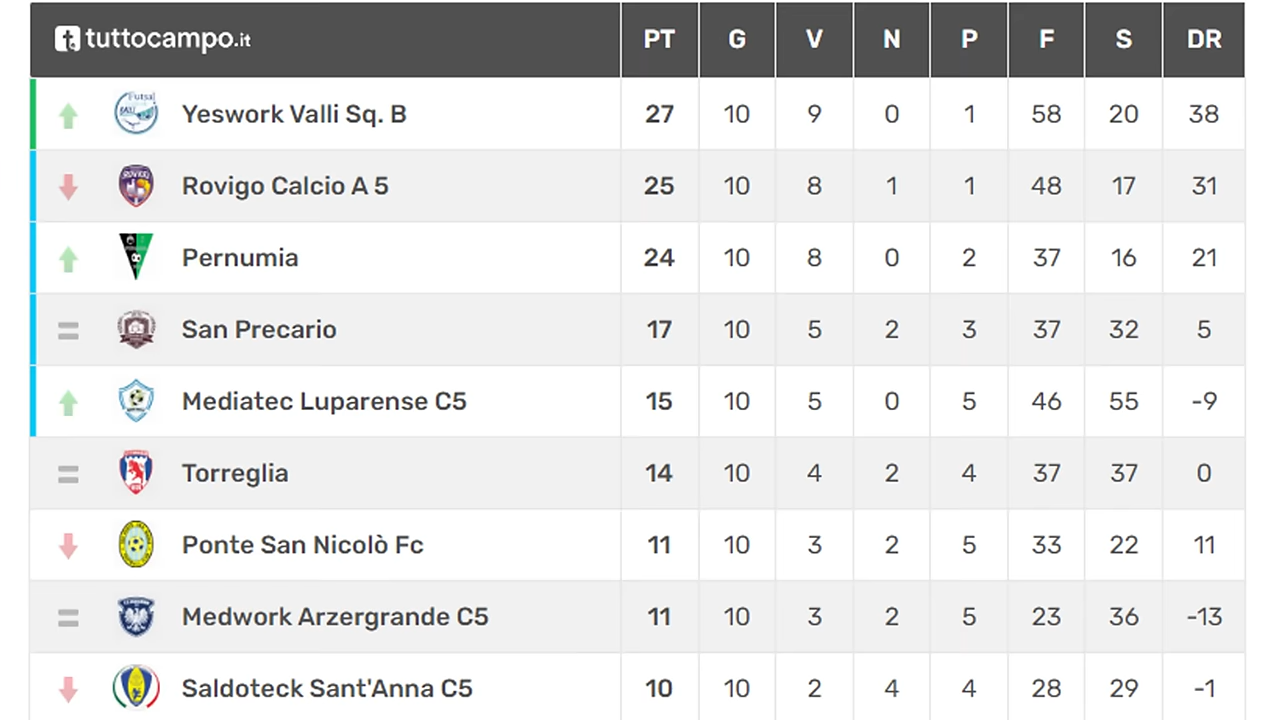 tuttocampo.it PT G V N P F S DR
Yeswork Valli Sq. B 27 10 9 0 1 58 20 38
Rovigo Calcio A 5 25 10 8 1 1 48 17 31
Pernumia 24 10 8 0 2 37 16 21
San Precario 17 10 5 2 3 37 32 5
Mediatec Luparense C5 15 10 5 0 5 46 55 -9
Torreglia 14 10 4 2 4 37 37 0
Ponte San Nicolò Fc 11 10 3 2 5 33 22 11
Medwork Arzergrande C5 11 10 3 2 5 23 36 -13
Saldoteck Sant'Anna C5 10 10 2 4 4 28 29 -1